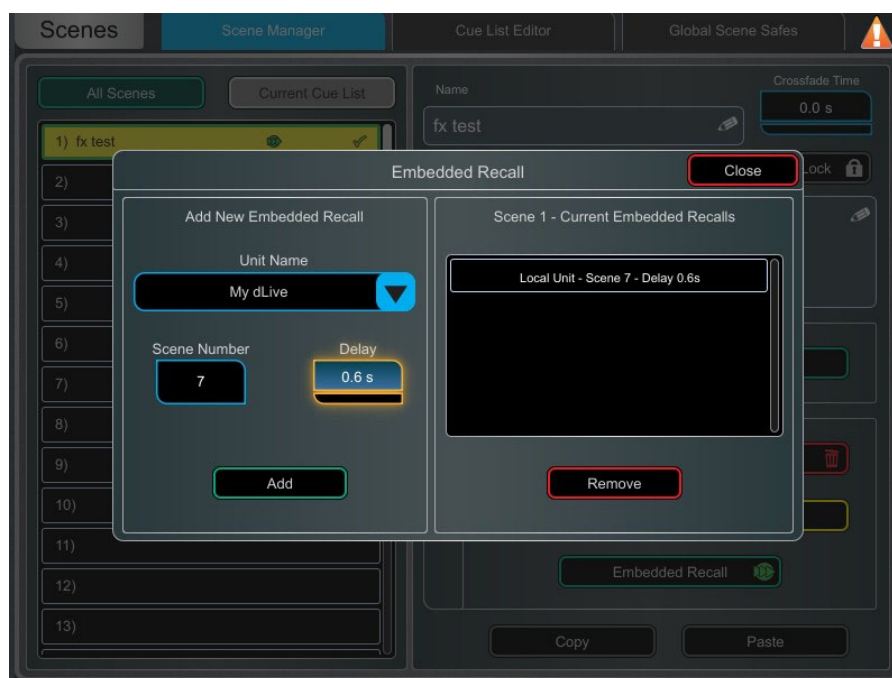 Scenes
Scene Manager
Cue List Editor
Global Scene Safes
All Scenes
Current Cue List
Name
Crossfade Time
0.0 s
fx test
1) fx test
2)
3)
4)
5)
6)
7)
8)
9)
10)
11)
12)
13)
Lock
Embedded Recall
Close
Add New Embedded Recall
Unit Name
My dLive
Scene Number
Delay
7
0.6 s
Add
Scene 1 - Current Embedded Recalls
Local Unit - Scene 7 - Delay 0.6s
Remove
Embedded Recall
Copy
Paste